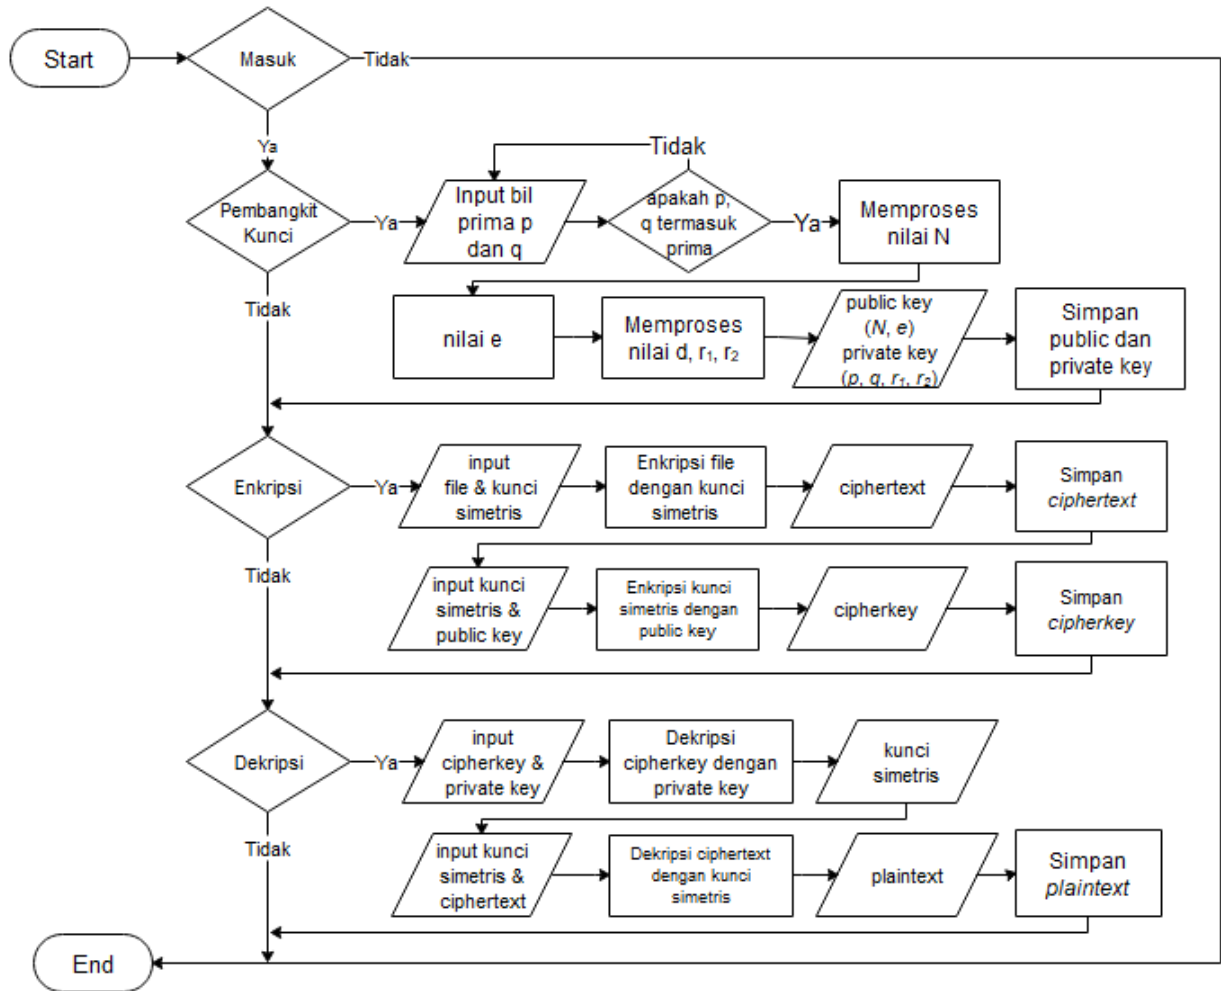 Start
Masuk
Tidak
Ya
Tidak
Pembangkit
Kunci
Ya
Input bil
prima p
dan q
apakah p,
q termasuk
prima
Ya
Memproses
nilai N
Tidak
nilai e
Memproses
nilai d, r₁, r₂
public key
(N, e)
private key
(p, q, r₁, r₂)
Simpan
public dan
private key
Enkripsi
Ya
input
file & kunci
simetris
Enkripsi file
dengan kunci
simetris
ciphertext
Simpan
ciphertext
Tidak
input kunci
simetris &
public key
Enkripsi kunci
simetris dengan
public key
cipherkey
Simpan
cipherkey
Dekripsi
Ya
input
cipherkey &
private key
Dekripsi
cipherkey dengan
private key
kunci
simetris
Tidak
input kunci
simetris &
ciphertext
Dekripsi ciphertext
dengan kunci
simetris
plaintext
Simpan
plaintext
End